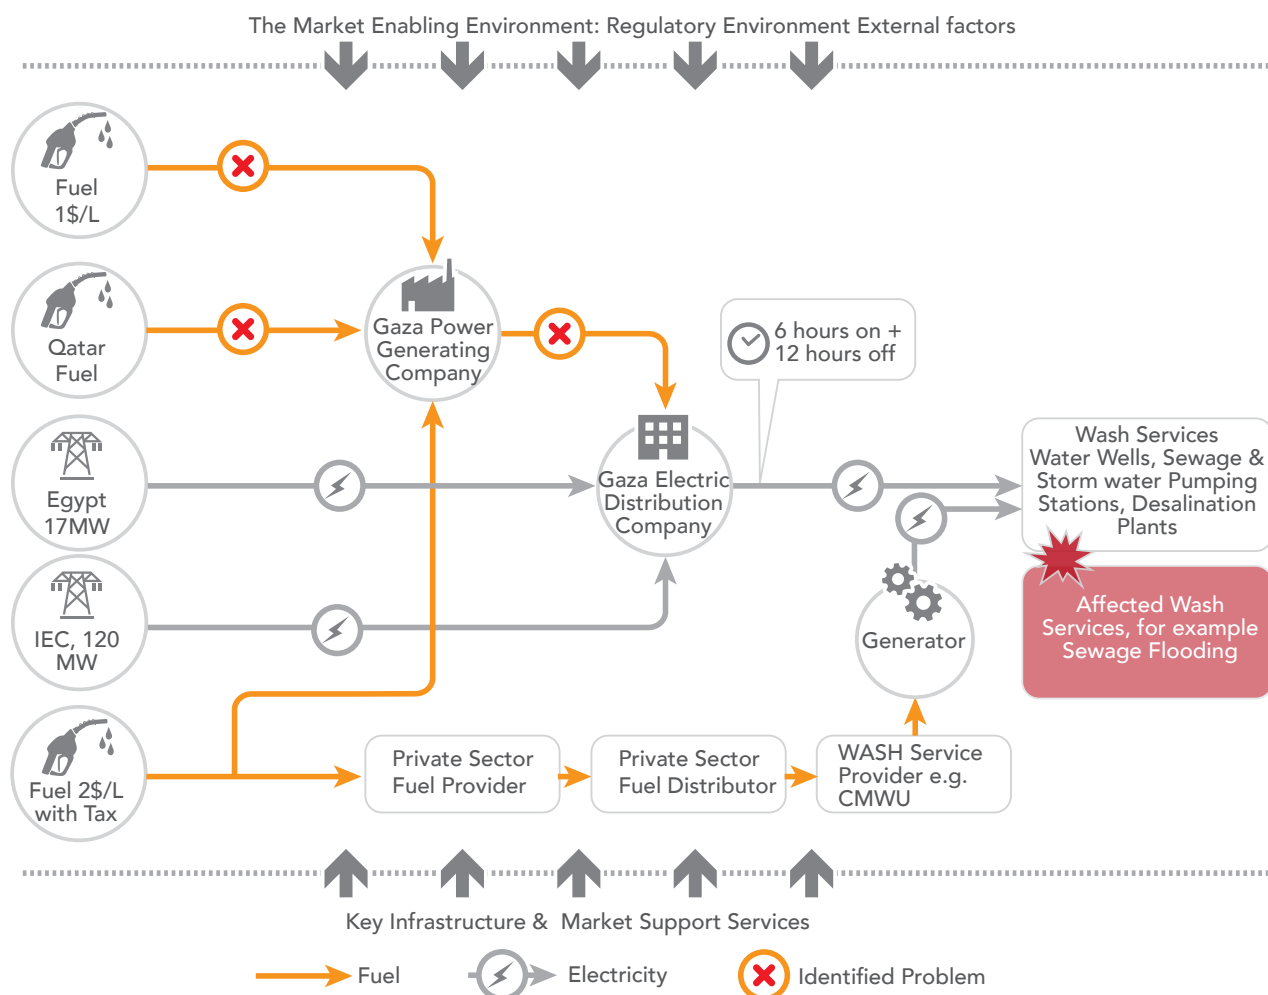 The Market Enabling Environment: Regulatory Environment External factors
Fuel
1$/L
Qatar
Fuel
Gaza Power
Generating
Company
6 hours on +
12 hours off
Egypt
17MW
Gaza Electric
Distribution
Company
Wash Services
Water Wells, Sewage &
Storm water Pumping
Stations, Desalination
Plants
IEC, 120
MW
Generator
Affected Wash
Services, for example
Sewage Flooding
Fuel 2$/L
with Tax
Private Sector
Fuel Provider
Private Sector
Fuel Distributor
WASH Service
Provider e.g.
CMWU
Key Infrastructure & Market Support Services
Fuel
Electricity
Identified Problem